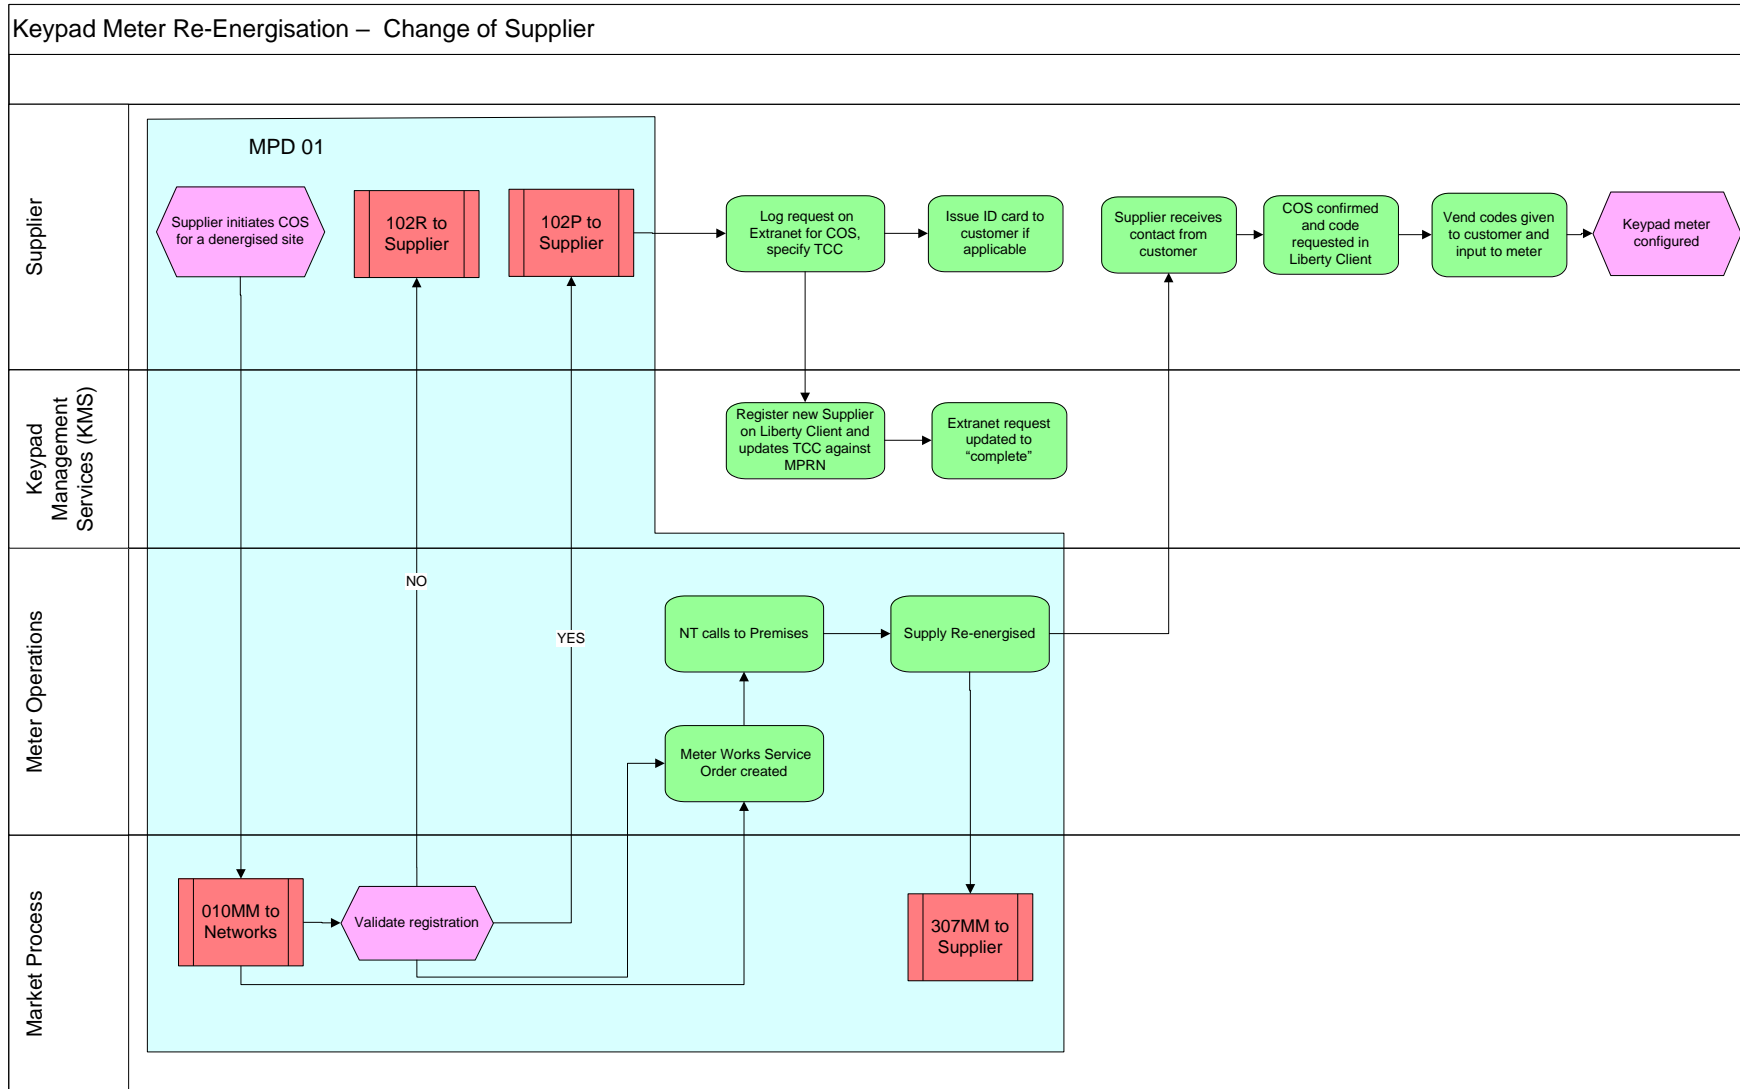 Keypad Meter Re-Energisation – Change of Supplier
Supplier
MPD 01
Supplier initiates COS
for a denergised site
102R to
Supplier
102P to
Supplier
Log request on
Extranet for COS,
specify TCC
Issue ID card to
customer if
applicable
Supplier receives
contact from
customer
COS confirmed
and code
requested in
Liberty Client
Vend codes given
to customer and
input to meter
Keypad meter
configured
Keypad
Management
Services (KMS)
Register new Supplier
on Liberty Client and
updates TCC against
MPRN
Extranet request
updated to
“complete”
Meter Operations
NO
YES
NT calls to Premises
Supply Re-energised
Meter Works Service
Order created
Market Process
010MM to
Networks
Validate registration
307MM to
Supplier